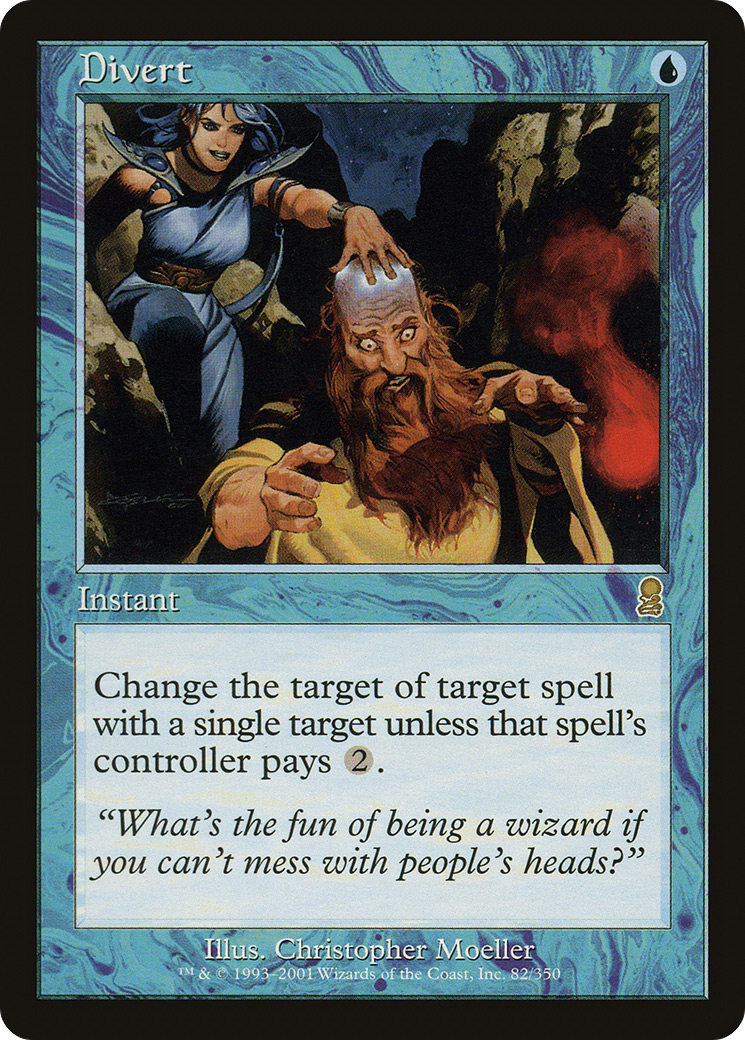 Divert
Instant
Change the target of target spell
with a single target unless that spell's
controller pays 2.
“What's the fun of being a wizard if
you can't mess with people's heads?”
Illus. Christopher Moeller
™ & © 1993–2001 Wizards of the Coast, Inc. 82/350